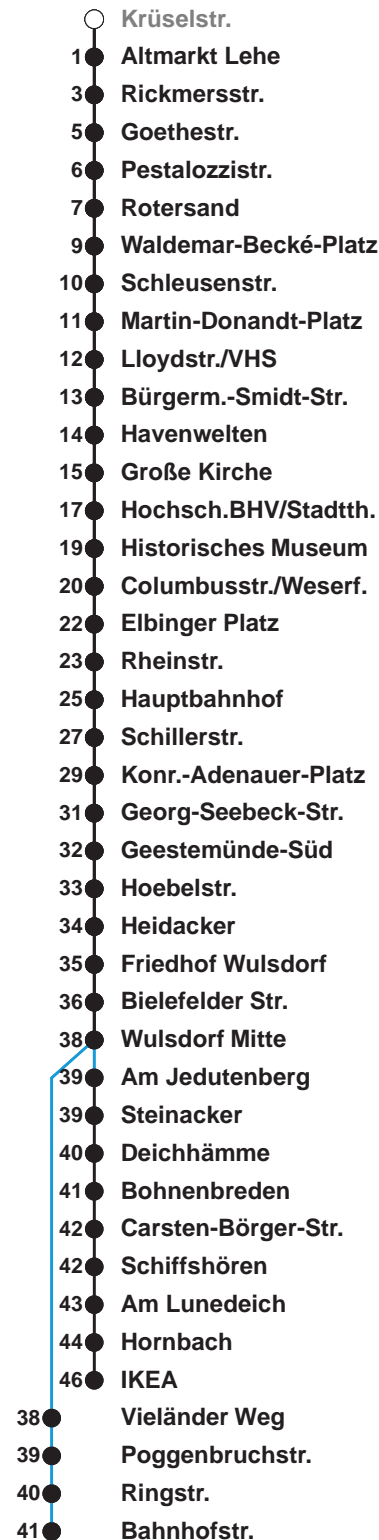 Krüselstr.
1 Altmarkt Lehe
3 Rickmersstr.
5 Goethestr.
6 Pestalozzistr.
7 Rotersand
9 Waldemar-Becké-Platz
10 Schleusenstr.
11 Martin-Donandt-Platz
12 Lloydstr./VHS
13 Bürgerm.-Smidt-Str.
14 Havenwelten
15 Große Kirche
17 Hochsch.BHV/Stadtth.
19 Historisches Museum
20 Columbusstr./Weserf.
22 Elbinger Platz
23 Rheinstr.
25 Hauptbahnhof
27 Schillerstr.
29 Konr.-Adenauer-Platz
31 Georg-Seebeck-Str.
32 Geestemünde-Süd
33 Hoebelstr.
34 Heidacker
35 Friedhof Wulsdorf
36 Bielefelder Str.
38 Wulsdorf Mitte
39 Am Jedutenberg
39 Steinacker
40 Deichhämme
41 Bohnenbreden
42 Carsten-Börger-Str.
42 Schiffshören
43 Am Lunedeich
44 Hornbach
46 IKEA
38 Vieländer Weg
39 Poggenbruchstr.
40 Ringstr.
41 Bahnhofstr.